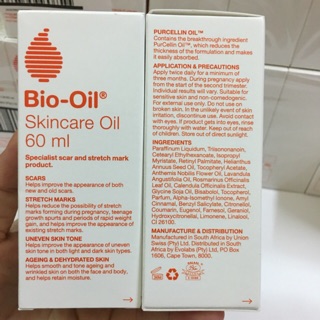 Bio-Oil®
Skincare Oil
60 ml
Specialist scar and stretch mark
product.
SCARS
Helps improve the appearance of both
new and old scars.
STRETCH MARKS
Helps reduce the possibility of stretch
marks forming during pregnancy, teenage
growth spurts and periods of rapid weight
gain, and helps improve the appearance of
existing stretch marks.
UNEVEN SKIN TONE
Helps improve the appearance of uneven
skin tone in both light and dark skin types.
AGEING & DEHYDRATED SKIN
Helps smooth and tone ageing and
wrinkled skin on both the face and body,
and helps retain moisture.
PURCELLIN OIL™
Contains the breakthrough ingredient
PurCellin Oil™, which reduces the
thickness of the formulation and makes
it easily absorbed.
APPLICATION & PRECAUTIONS
Apply twice daily for a minimum of
three months. During pregnancy apply
from the start of the second trimester.
Individual results will vary. Suitable for
sensitive skin and non-comedogenic.
For external use only. Do not use on
broken skin. In the unlikely event of skin
irritation, discontinue use. Avoid contact
with eyes. If product gets into eyes, rinse
thoroughly with water. Keep out of reach
of children. Store out of direct sunlight.
INGREDIENTS
Paraffinum Liquidum, Triisononanoin,
Cetearyl Ethylhexanoate, Isopropyl
Myristate, Retinyl Palmitate, Helianthus
Annuus Seed Oil, Tocopheryl Acetate,
Anthemis Nobilis Flower Oil, Lavandula
Angustifolia Oil, Rosmarinus Officinalis
Leaf Oil, Calendula Officinalis Extract,
Glycine Soja Oil, Bisabolol, Tocopherol,
Parfum, Alpha-Isomethyl Ionone, Amyl
Cinnamal, Benzyl Salicylate, Citronellol,
Coumarin, Eugenol, Farnesol, Geraniol,
Hydroxycitronellal, Limonene, Linalool,
CI 26100.
MANUFACTURE & DISTRIBUTION
Manufactured in South Africa by Union
Swiss (Pty) Ltd. Distributed in South
Africa by Evolabs (Pty) Ltd, PO Box
1606, Cape Town, 8000.